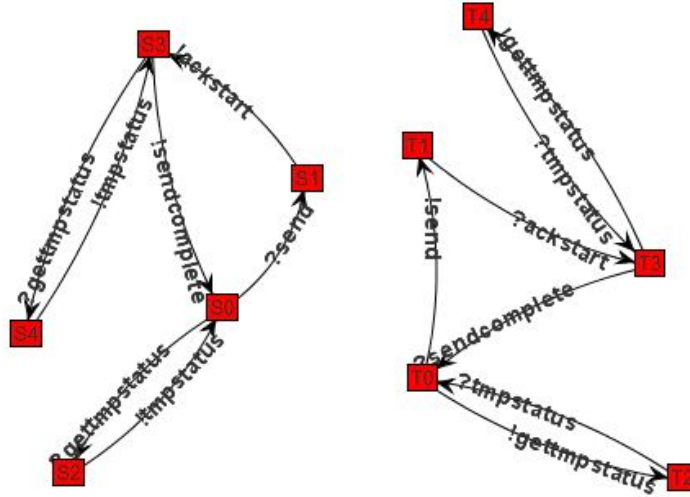 T4
S3
!ackstart
!gettmpstatus
?tmpstatus
!tmpstatus
T1
!sendcomplete
S1
?gettmpstatus
?send
!send
?ackstart
T3
S0
?sendcomplete
S4
T0
?tmpstatus
?gettmpstatus
!tmpstatus
!gettmpstatus
S2
T2